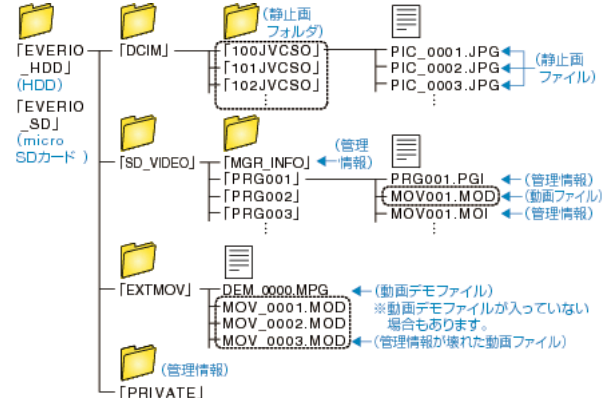 (静止画
フォルダ)
「EVERIO
_HDD」
(HDD)
「EVERIO
_SD」
(micro
SDカード )
「DCIM」
「100JVCSO」
「101JVCSO」
「102JVCSO」
PIC_0001.JPG
PIC_0002.JPG
PIC_0003.JPG
(静止画
ファイル)
「SD_VIDEO」
「MGR_INFO」
(管理
情報)
「PRG001」
「PRG002」
「PRG003」
PRG001.PGI
(管理情報)
MOV001.MOD
(動画ファイル)
MOV001.MOI
(管理情報)
「EXTMOV」
DEM_0000.MPG
(動画デモファイル)
※動画デモファイルが入っていない
場合もあります。
MOV_0001.MOD
MOV_0002.MOD
MOV_0003.MOD
(管理情報が壊れた動画ファイル)
(管理情報)
「PRIVATE」